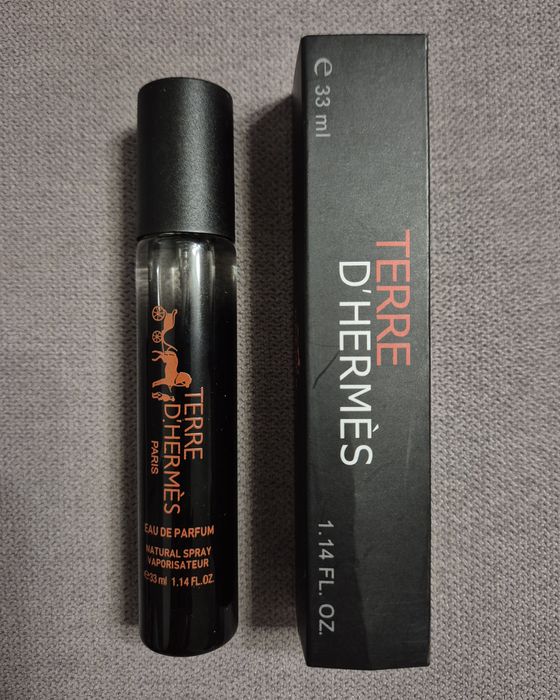 TERRE
D'HERMÈS
PARIS
EAU DE PARFUM
NATURAL SPRAY
VAPORISATEUR
e33 ml 1.14 FL.OZ.
e 33 ml
TERRE
D'HERMÈS
1.14 FL. OZ.